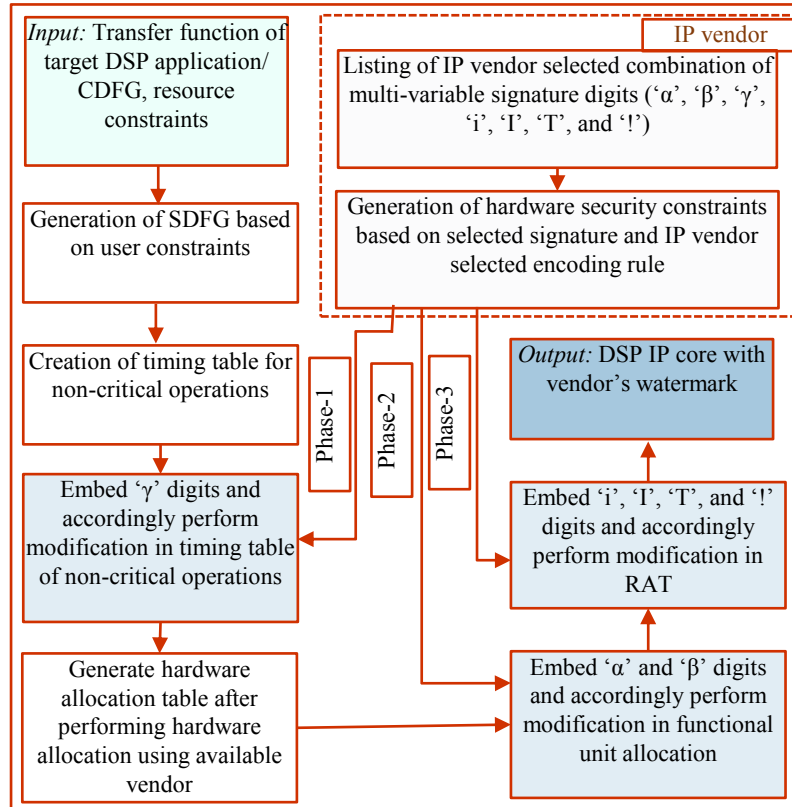 Input: Transfer function of
target DSP application/
CDFG, resource
constraints
IP vendor
Listing of IP vendor selected combination of
multi-variable signature digits (‘α’, ‘β’, ‘γ’,
‘i’, ‘I’, ‘T’, and ‘!’)
Generation of SDFG based
on user constraints
Generation of hardware security constraints
based on selected signature and IP vendor
selected encoding rule
Creation of timing table for
non-critical operations
Phase-1
Phase-2
Phase-3
Output: DSP IP core with
vendor’s watermark
Embed ‘γ’ digits and
accordingly perform
modification in timing table
of non-critical operations
Embed ‘i’, ‘I’, ‘T’, and ‘!’
digits and accordingly
perform modification in
RAT
Generate hardware
allocation table after
performing hardware
allocation using available
vendor
Embed ‘α’ and ‘β’ digits
and accordingly perform
modification in functional
unit allocation